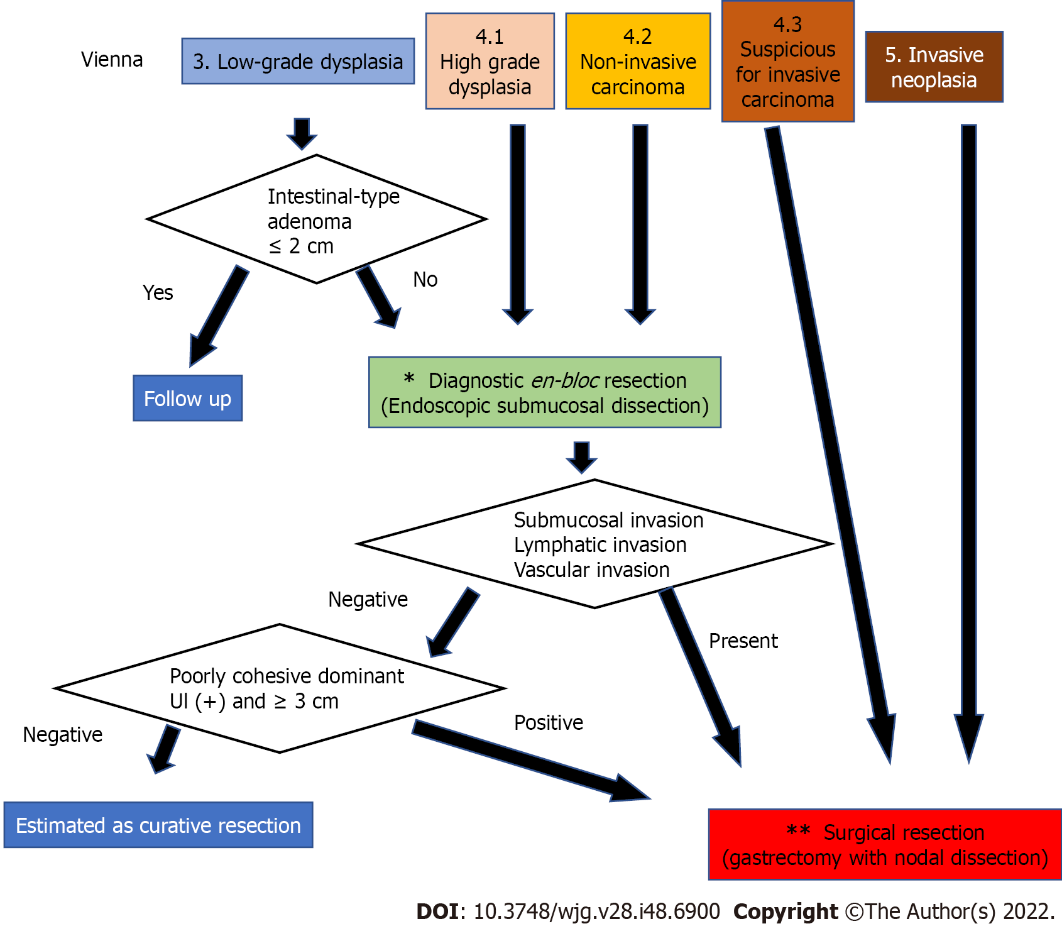 Vienna
3. Low-grade dysplasia
4.1
High grade
dysplasia
4.2
Non-invasive
carcinoma
4.3
Suspicious
for invasive
carcinoma
5. Invasive
neoplasia
Intestinal-type
adenoma
≤ 2 cm
Yes
No
Follow up
* Diagnostic en-bloc resection
(Endoscopic submucosal dissection)
Submucosal invasion
Lymphatic invasion
Vascular invasion
Negative
Present
Poorly cohesive dominant
UI (+) and ≥ 3 cm
Negative
Positive
Estimated as curative resection
** Surgical resection
(gastrectomy with nodal dissection)
DOI: 10.3748/wjg.v28.i48.6900 Copyright ©The Author(s) 2022.